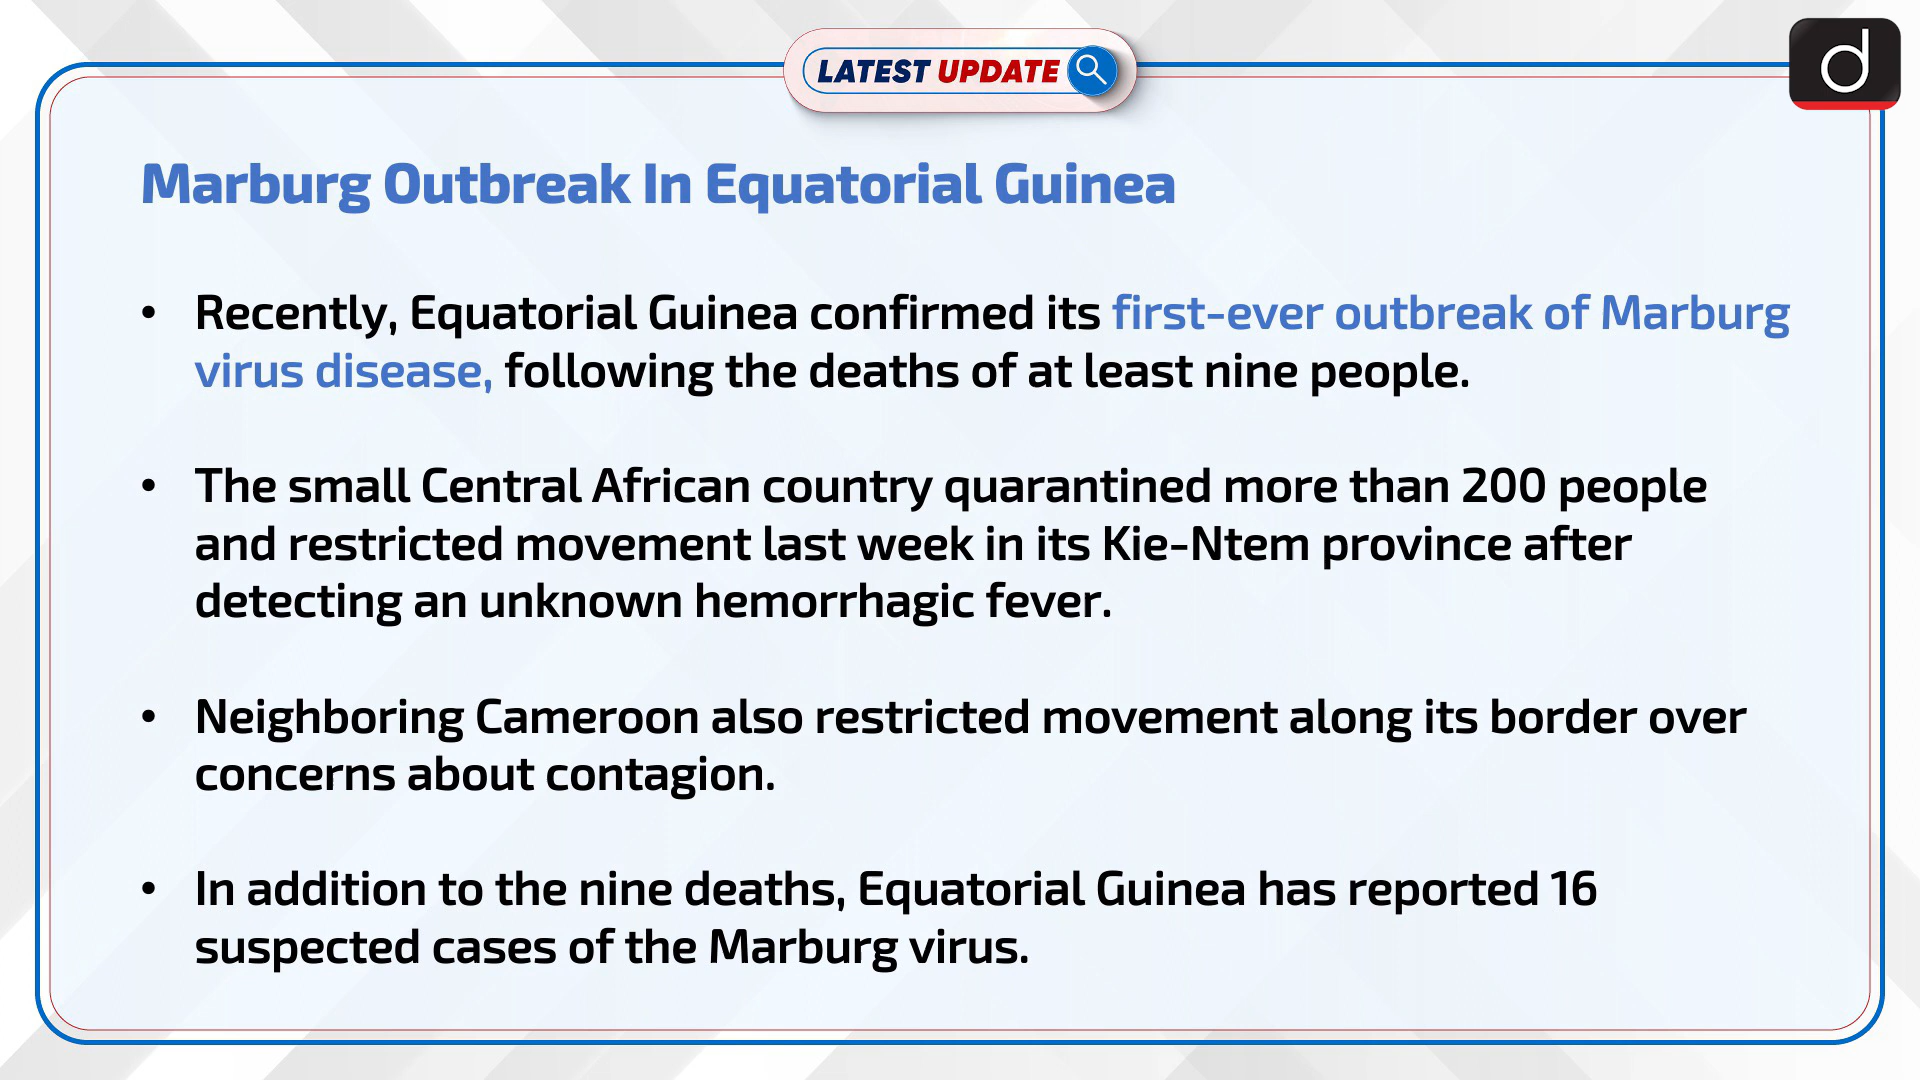 LATEST UPDATE
d
Marburg Outbreak In Equatorial Guinea
• Recently, Equatorial Guinea confirmed its first-ever outbreak of Marburg
virus disease, following the deaths of at least nine people.
• The small Central African country quarantined more than 200 people
and restricted movement last week in its Kie-Ntem province after
detecting an unknown hemorrhagic fever.
• Neighboring Cameroon also restricted movement along its border over
concerns about contagion.
• In addition to the nine deaths, Equatorial Guinea has reported 16
suspected cases of the Marburg virus.